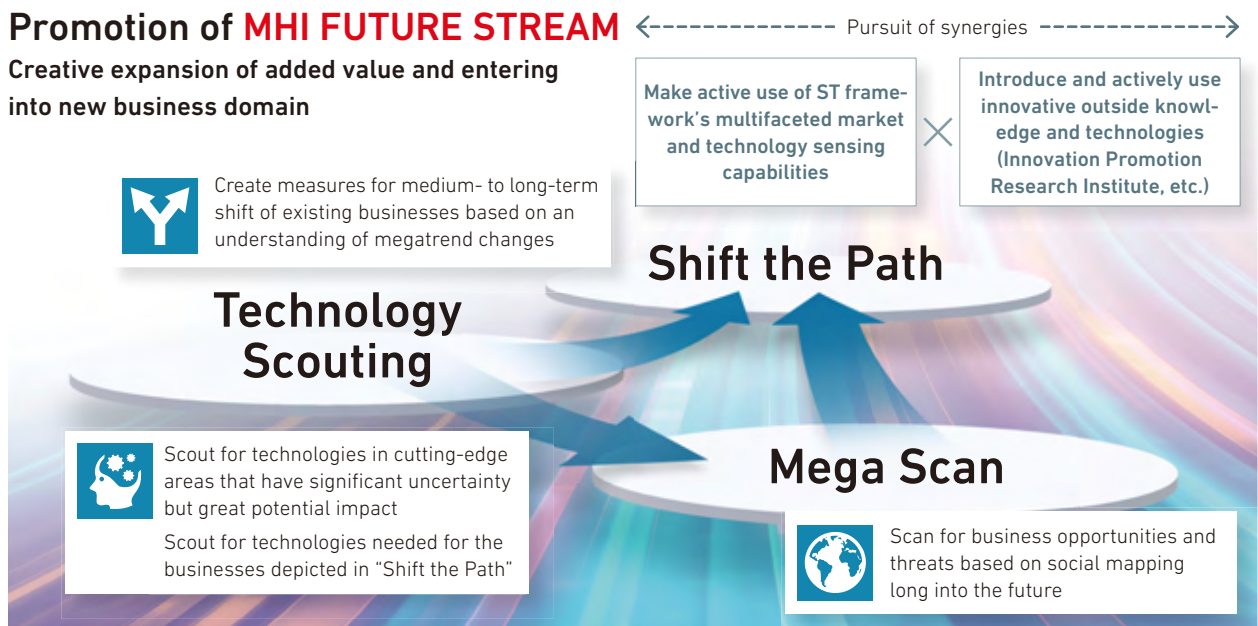 Promotion of MHI FUTURE STREAM
Creative expansion of added value and entering
into new business domain
Pursuit of synergies
Make active use of ST frame-
work's multifaceted market
and technology sensing
capabilities
×
Introduce and actively use
innovative outside knowl-
edge and technologies
(Innovation Promotion
Research Institute, etc.)
Create measures for medium- to long-term
shift of existing businesses based on an
understanding of megatrend changes
Shift the Path
Technology
Scouting
Scout for technologies in cutting-edge
areas that have significant uncertainty
but great potential impact
Scout for technologies needed for the
businesses depicted in “Shift the Path”
Mega Scan
Scan for business opportunities and
threats based on social mapping
long into the future